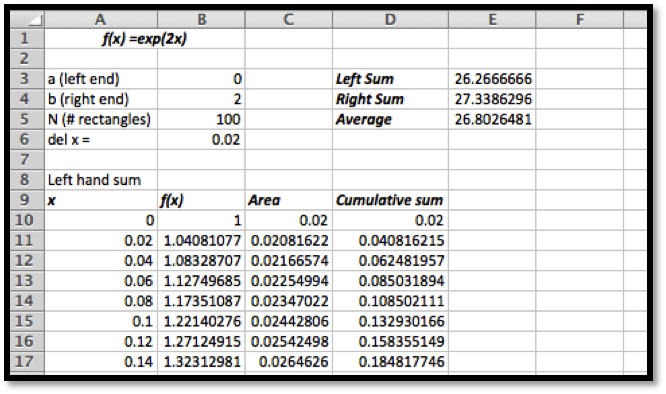 A B C D E F
1 f(x) =exp(2x)
2
3 a (left end) 0 Left Sum 26.2666666
4 b (right end) 2 Right Sum 27.3386296
5 N (# rectangles) 100 Average 26.8026481
6 del x = 0.02
7
8 Left hand sum
9 x f(x) Area Cumulative sum
10 0 1 0.02 0.02
11 0.02 1.04081077 0.02081622 0.040816215
12 0.04 1.08328707 0.02166574 0.062481957
13 0.06 1.12749685 0.02254994 0.085031894
14 0.08 1.17351087 0.02347022 0.108502111
15 0.1 1.22140276 0.02442806 0.132930166
16 0.12 1.27124915 0.02542498 0.158355149
17 0.14 1.32312981 0.0264626 0.184817746